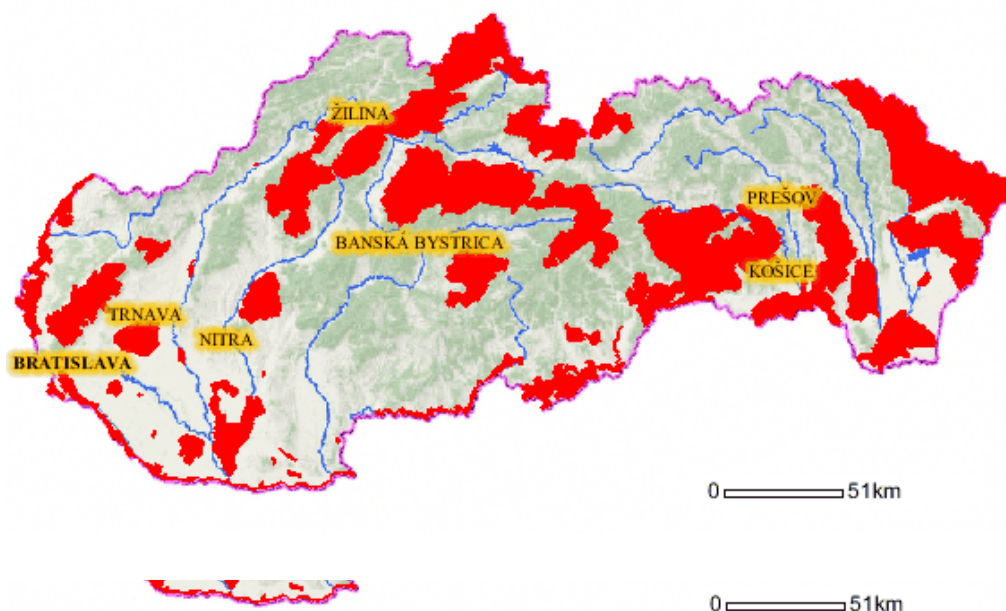 ŽILINA
PREŠOV
BANSKÁ BYSTRICA
KOŠICE
TRNAVA
NITRA
BRATISLAVA
0 51km
0 51km